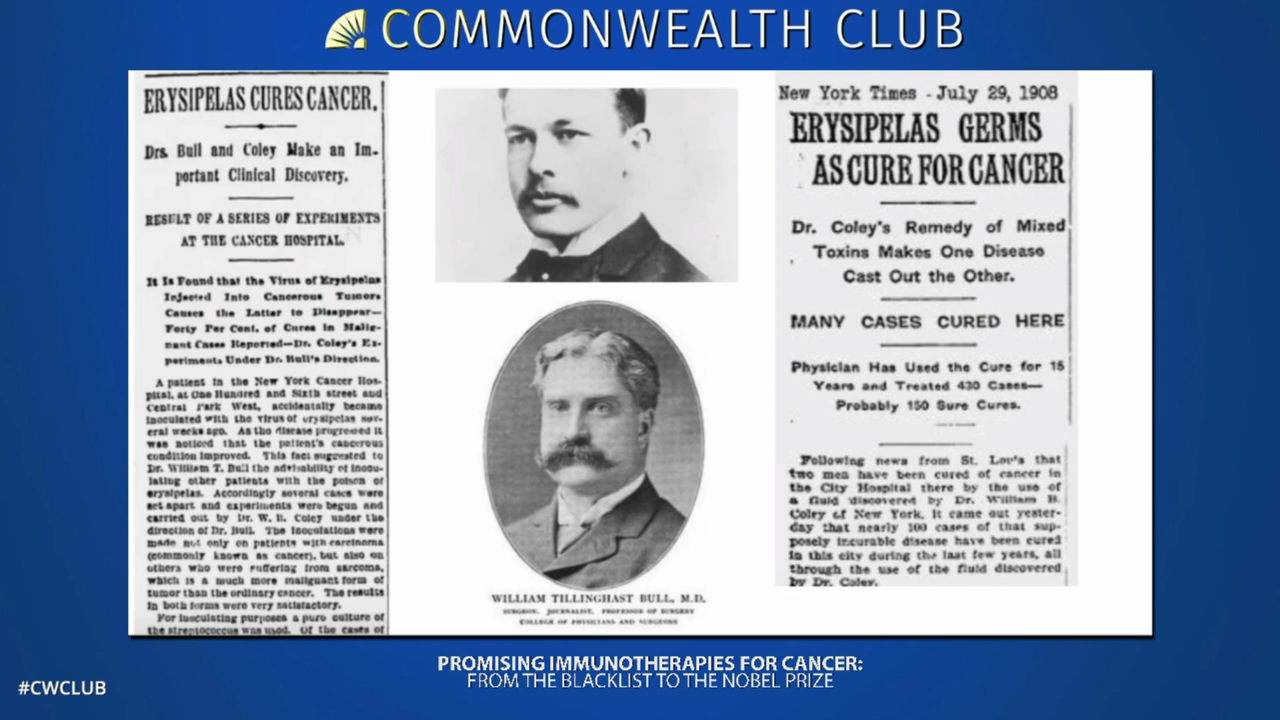 COMMONWEALTH CLUB
ERYSIPELAS CURES CANCER.
Drs. Bull and Coley Make an Im-
portant Clinical Discovery.
RESULT OF A SERIES OF EXPERIMENTS
AT THE CANCER HOSPITAL.
It Is Found that the Virus of Erysipelas
Injected Into Cancerous Tumors
Causes the Latter to Disappear—
Forty Per Cent. of Cures in Malig-
nant Cases Reported—Dr. Coley's Ex-
periments Under Dr. Bull's Direction.
A patient in the New York Cancer Hos-
pital, at One Hundred and Sixth street and
Central Park West, accidentally became
inoculated with the virus of erysipelas sev-
eral weeks ago. As the disease progressed it
was noticed that the patient's cancerous
condition improved. This fact suggested to
Dr. William T. Bull the advisability of inocu-
lating other patients with the poison of
erysipelas. Accordingly several cases were
set apart and experiments were begun and
carried out by Dr. W. B. Coley under the
direction of Dr. Bull. The inoculations were
made not only on patients with carcinoma
(commonly known as cancer), but also on
others who were suffering from sarcoma,
which is a much more malignant form of
tumor than the ordinary cancer. The results
in both forms were very satisfactory.
For inoculating purposes a pure culture of
the streptococcus was used. Of the cases of
WILLIAM TILLINGHAST BULL, M.D.
SURGEON. JOURNALIST. PROFESSOR OF SURGERY
COLLEGE OF PHYSICIANS AND SURGEONS
New York Times - July 29, 1908
ERYSIPELAS GERMS
AS CURE FOR CANCER
Dr. Coley's Remedy of Mixed
Toxins Makes One Disease
Cast Out the Other.
MANY CASES CURED HERE
Physician Has Used the Cure for 15
Years and Treated 430 Cases—
Probably 150 Sure Cures.
Following news from St. Louis that
two men have been cured of cancer in
the City Hospital there by the use of
a fluid discovered by Dr. William B.
Coley of New York, it came out yester-
day that nearly 100 cases of that sup-
posely incurable disease have been cured
in this city during the last few years, all
through the use of the fluid discovered
by Dr. Coley.
PROMISING IMMUNOTHERAPIES FOR CANCER:
FROM THE BLACKLIST TO THE NOBEL PRIZE
#CWCLUB